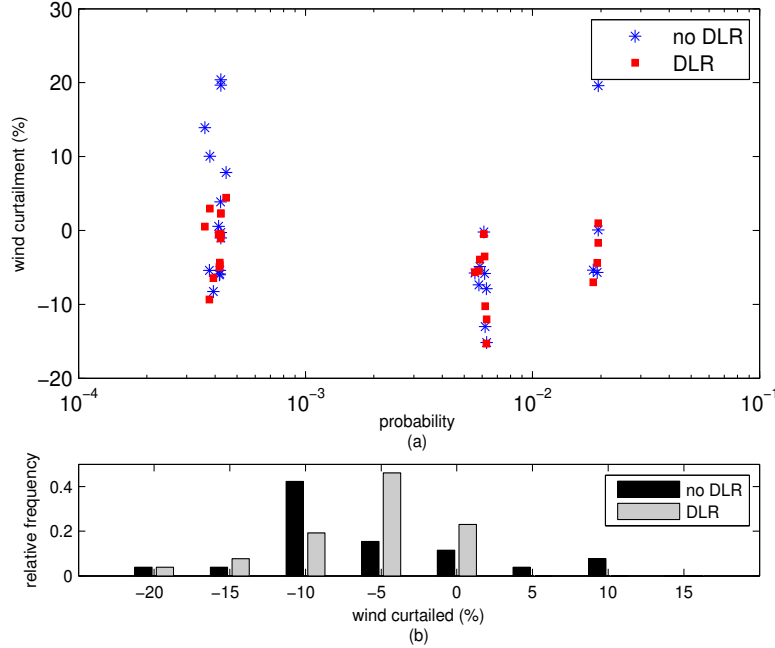 30
20
10
0
−10
−20
wind curtailment (%)
no DLR
DLR
10⁻⁴
10⁻³
10⁻²
10⁻¹
probability
(a)
0.4
0.2
0
relative frequency
no DLR
DLR
−20 −15 −10 −5 0 5 10 15
wind curtailed (%)
(b)